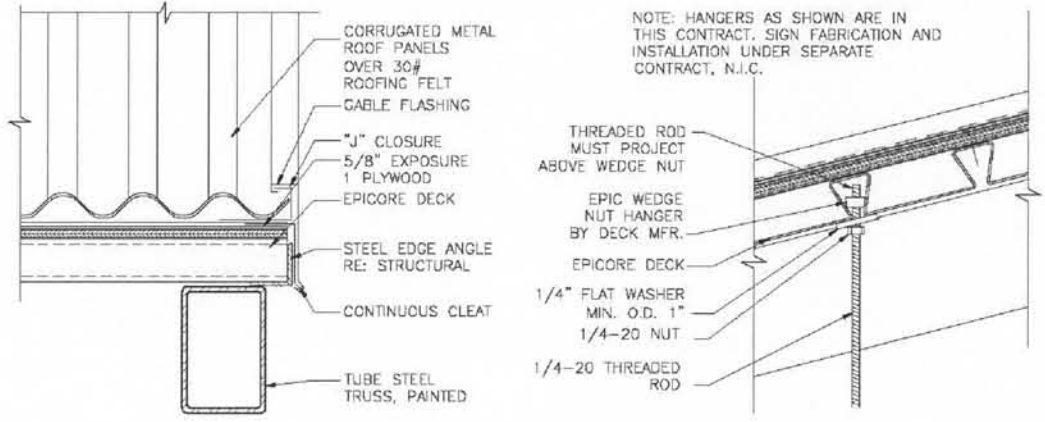 CORRUGATED METAL
ROOF PANELS
OVER 30#
ROOFING FELT
GABLE FLASHING
"J" CLOSURE
5/8" EXPOSURE
1 PLYWOOD
EPICORE DECK
STEEL EDGE ANGLE
RE: STRUCTURAL
CONTINUOUS CLEAT
TUBE STEEL
TRUSS, PAINTED
NOTE: HANGERS AS SHOWN ARE IN
THIS CONTRACT. SIGN FABRICATION AND
INSTALLATION UNDER SEPARATE
CONTRACT, N.I.C.
THREADED ROD
MUST PROJECT
ABOVE WEDGE NUT
EPIC WEDGE
NUT HANGER
BY DECK MFR.
EPICORE DECK
1/4" FLAT WASHER
MIN. O.D. 1"
1/4-20 NUT
1/4-20 THREADED
ROD